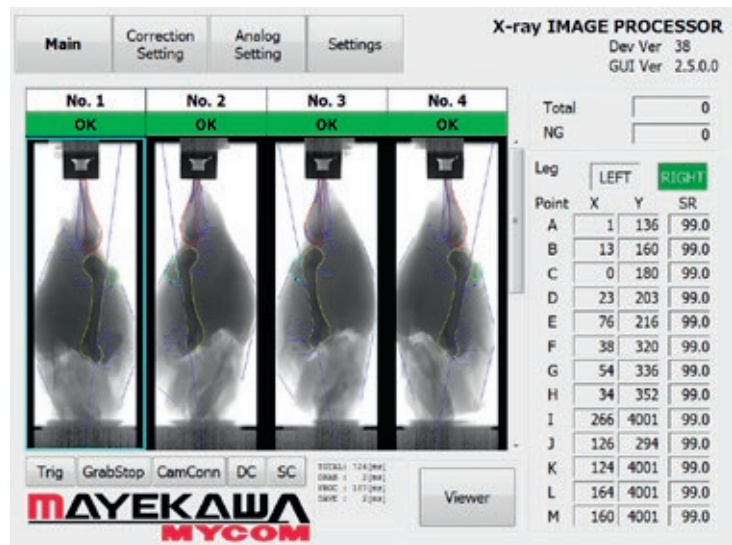 X-ray IMAGE PROCESSOR
Dev Ver 38
GUI Ver 2.5.0.0
Main
Correction Setting
Analog Setting
Settings
No. 1 No. 2 No. 3 No. 4
OK OK OK OK
Total 0
NG 0
Leg LEFT RIGHT
Point X Y SR
A 1 136 99.0
B 13 160 99.0
C 0 180 99.0
D 23 203 99.0
E 76 216 99.0
F 38 320 99.0
G 54 336 99.0
H 34 352 99.0
I 266 4001 99.0
J 126 294 99.0
K 124 4001 99.0
L 164 4001 99.0
M 160 4001 99.0
Trig GrabStop CamConn DC SC
Viewer
MAYEKAWA
MYCOM